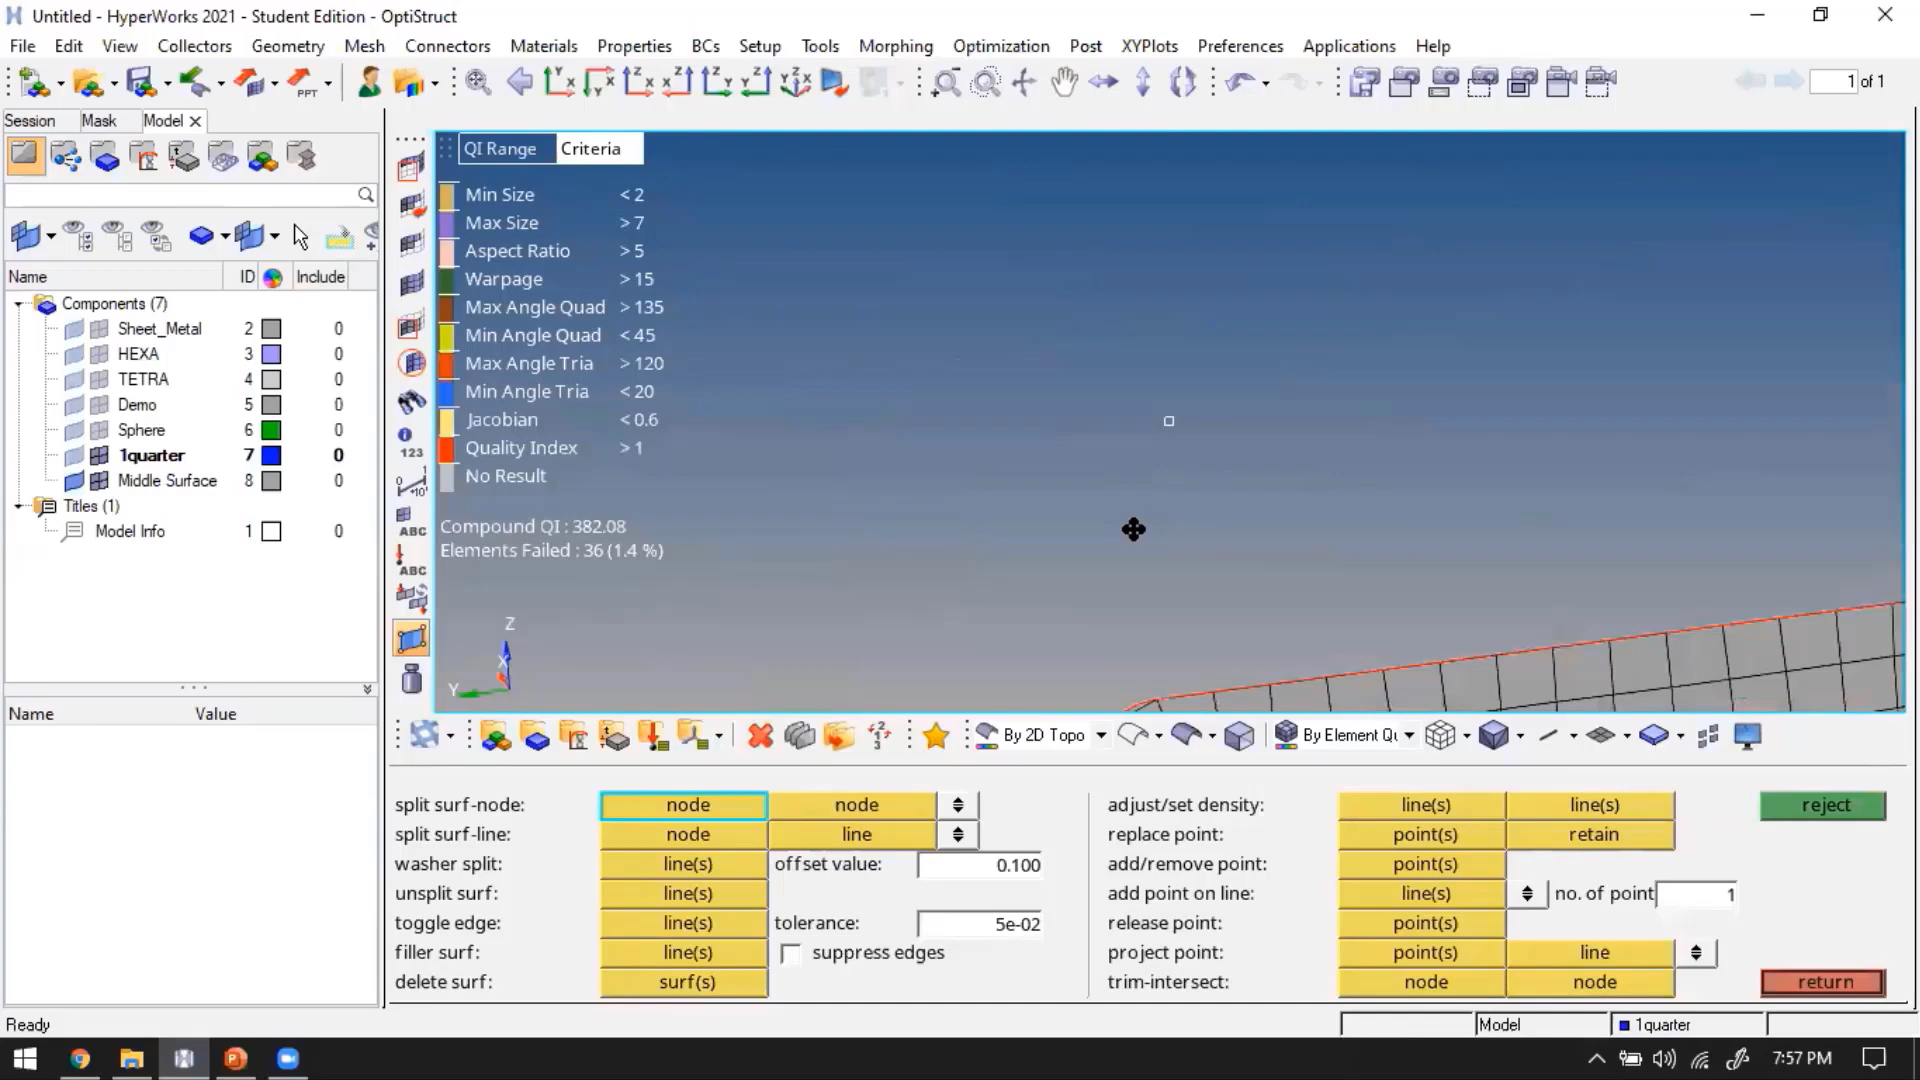 Untitled - HyperWorks 2021 - Student Edition - OptiStruct
File Edit View Collectors Geometry Mesh Connectors Materials Properties BCs Setup Tools Morphing Optimization Post XYPlots Preferences Applications Help
PPT
1 of 1
Session Mask Model
Name ID Include
Components (7)
Sheet_Metal 2 0
HEXA 3 0
TETRA 4 0
Demo 5 0
Sphere 6 0
1quarter 7 0
Middle Surface 8 0
Titles (1)
Model Info 1 0
Name Value
123
ABC
ABC
QI Range Criteria
Min Size < 2
Max Size > 7
Aspect Ratio > 5
Warpage > 15
Max Angle Quad > 135
Min Angle Quad < 45
Max Angle Tria > 120
Min Angle Tria < 20
Jacobian < 0.6
Quality Index > 1
No Result
Compound QI : 382.08
Elements Failed : 36 (1.4 %)
Z
X
Y
By 2D Topo By Element Qu
split surf-node: node node adjust/set density: line(s) line(s) reject
split surf-line: node line replace point: point(s) retain
washer split: line(s) offset value: 0.100 add/remove point: point(s)
unsplit surf: line(s) add point on line: line(s) no. of point 1
toggle edge: line(s) tolerance: 5e-02 release point: point(s)
filler surf: line(s) suppress edges project point: point(s) line
delete surf: surf(s) trim-intersect: node node return
Ready Model 1quarter
7:57 PM